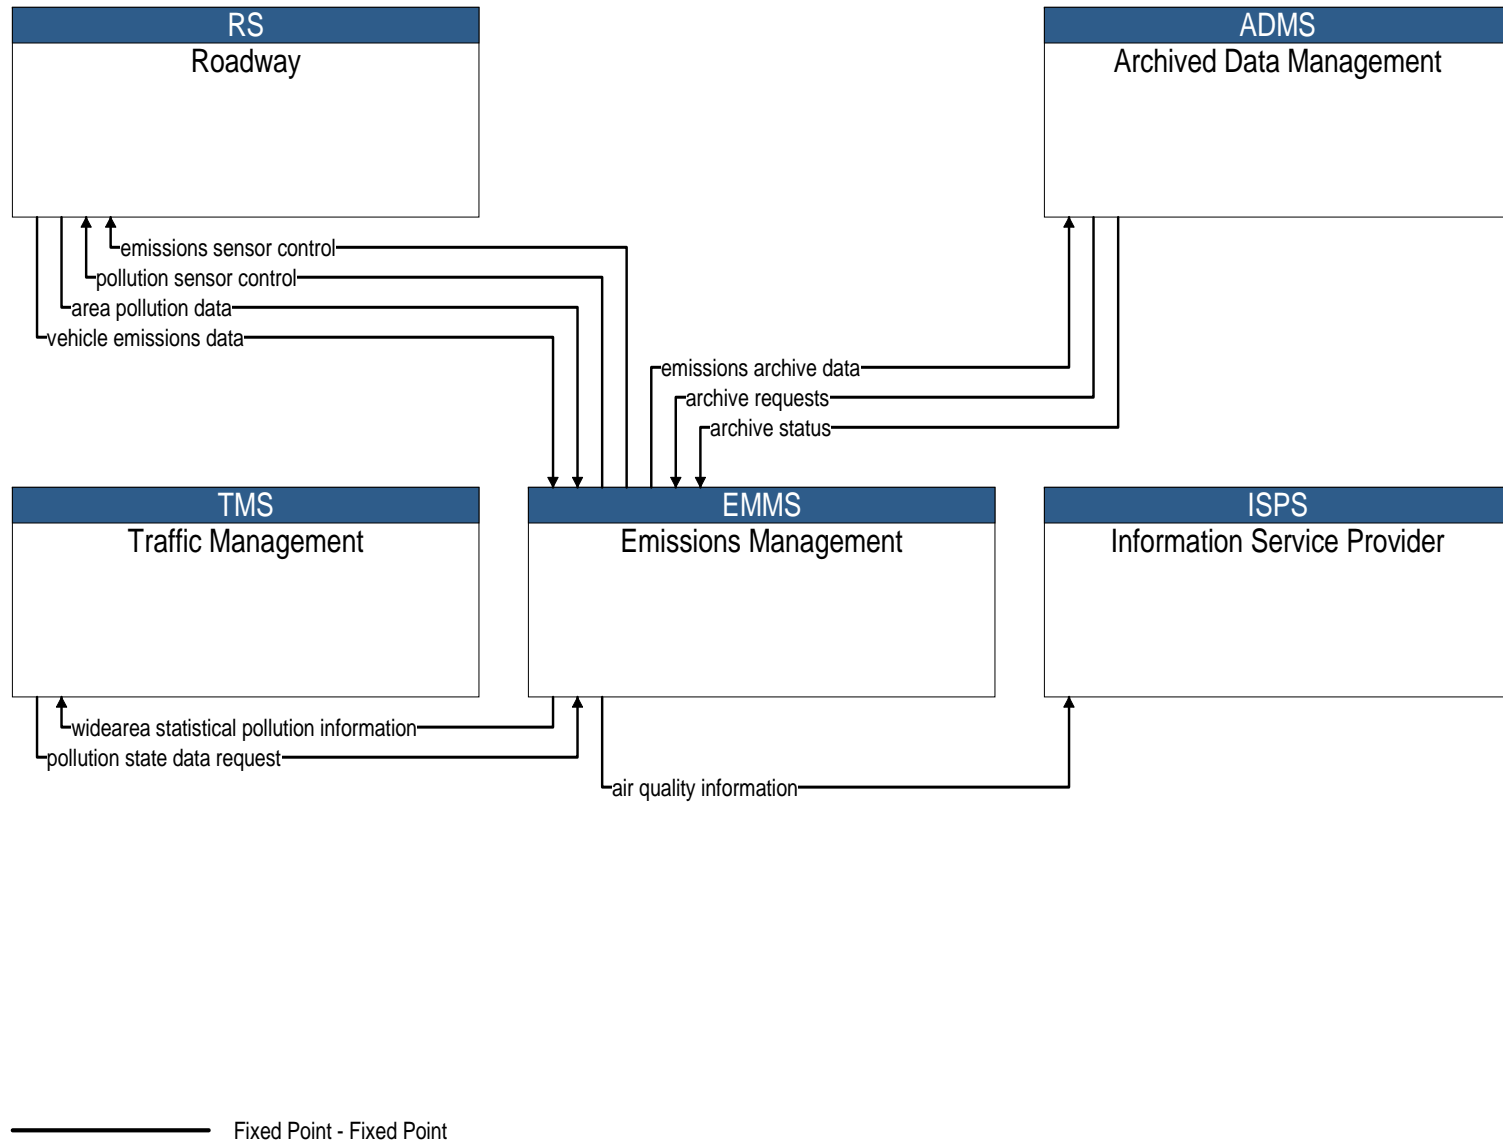 RS
Roadway
ADMS
Archived Data Management
emissions sensor control
pollution sensor control
area pollution data
vehicle emissions data
emissions archive data
archive requests
archive status
TMS
Traffic Management
EMMS
Emissions Management
ISPS
Information Service Provider
widearea statistical pollution information
pollution state data request
air quality information
Fixed Point - Fixed Point